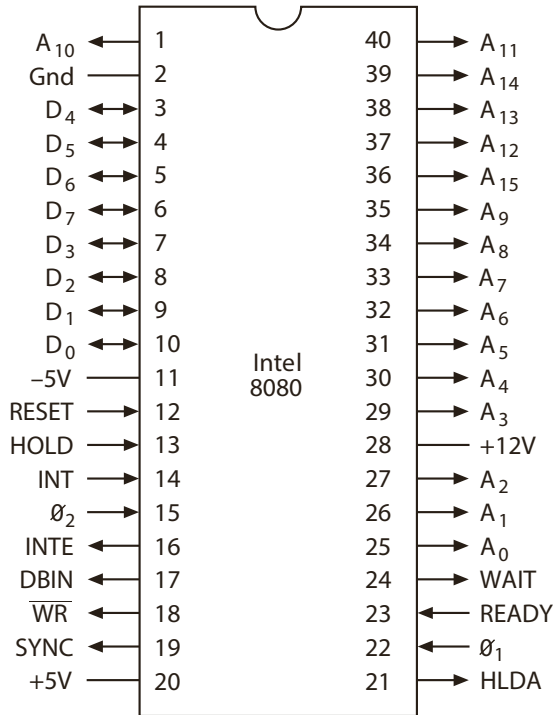 A10 1 40 A11
Gnd 2 39 A14
D4 3 38 A13
D5 4 37 A12
D6 5 36 A15
D7 6 35 A9
D3 7 34 A8
D2 8 33 A7
D1 9 32 A6
D0 10 31 A5
Intel
8080
–5V 11 30 A4
RESET 12 29 A3
HOLD 13 28 +12V
INT 14 27 A2
Ø2 15 26 A1
INTE 16 25 A0
DBIN 17 24 WAIT
W̅R̅ 18 23 READY
SYNC 19 22 Ø1
+5V 20 21 HLDA